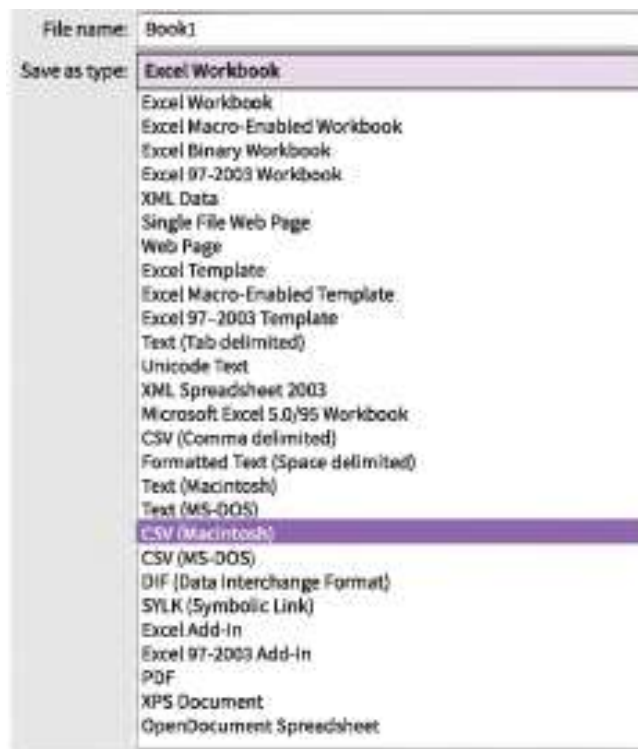 File name: Book1
Save as type: Excel Workbook
Excel Workbook
Excel Macro-Enabled Workbook
Excel Binary Workbook
Excel 97-2003 Workbook
XML Data
Single File Web Page
Web Page
Excel Template
Excel Macro-Enabled Template
Excel 97-2003 Template
Text (Tab delimited)
Unicode Text
XML Spreadsheet 2003
Microsoft Excel 5.0/95 Workbook
CSV (Comma delimited)
Formatted Text (Space delimited)
Text (Macintosh)
Text (MS-DOS)
CSV (Macintosh)
CSV (MS-DOS)
DIF (Data Interchange Format)
SYLK (Symbolic Link)
Excel Add-In
Excel 97-2003 Add-In
PDF
XPS Document
OpenDocument Spreadsheet